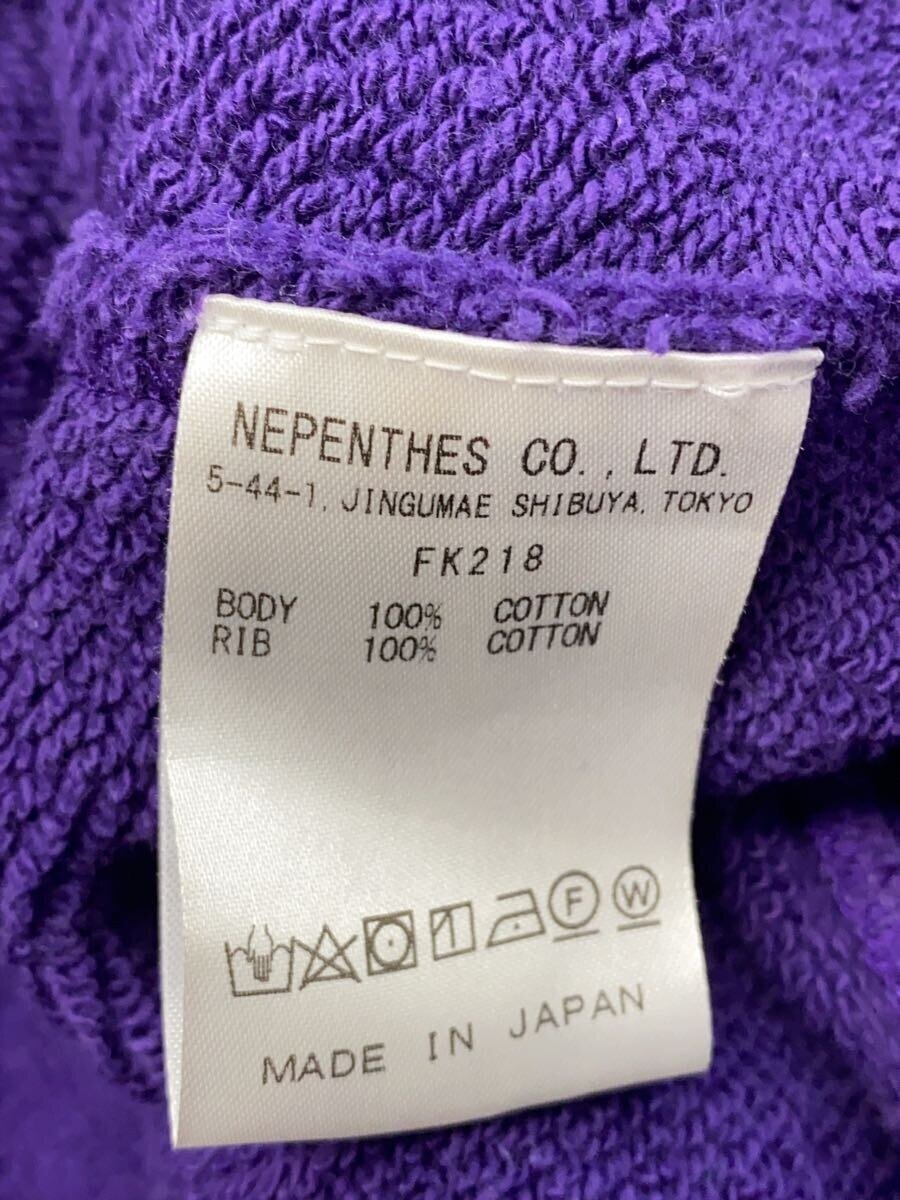 NEPENTHES CO., LTD.
5-44-1, JINGUMAE SHIBUYA, TOKYO
FK218
BODY 100% COTTON
RIB 100% COTTON
F W
MADE IN JAPAN